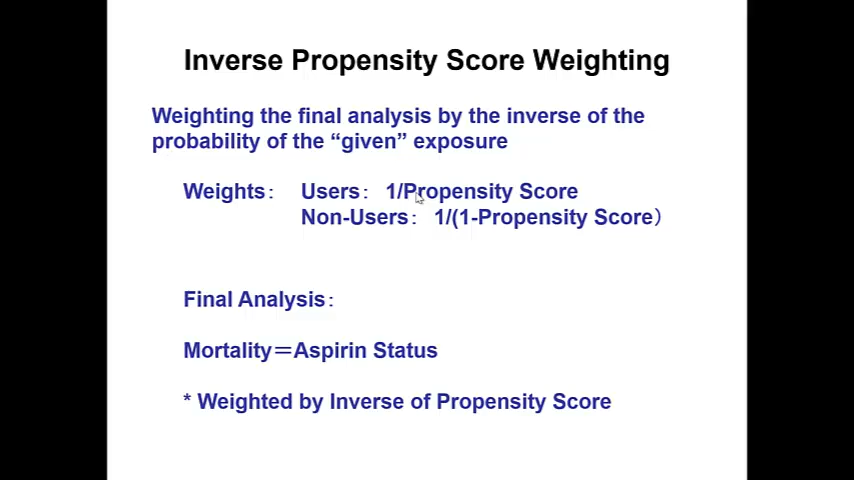 Inverse Propensity Score Weighting
Weighting the final analysis by the inverse of the
probability of the “given” exposure
Weights： Users： 1/Propensity Score
Non-Users： 1/(1-Propensity Score）
Final Analysis：
Mortality＝Aspirin Status
* Weighted by Inverse of Propensity Score